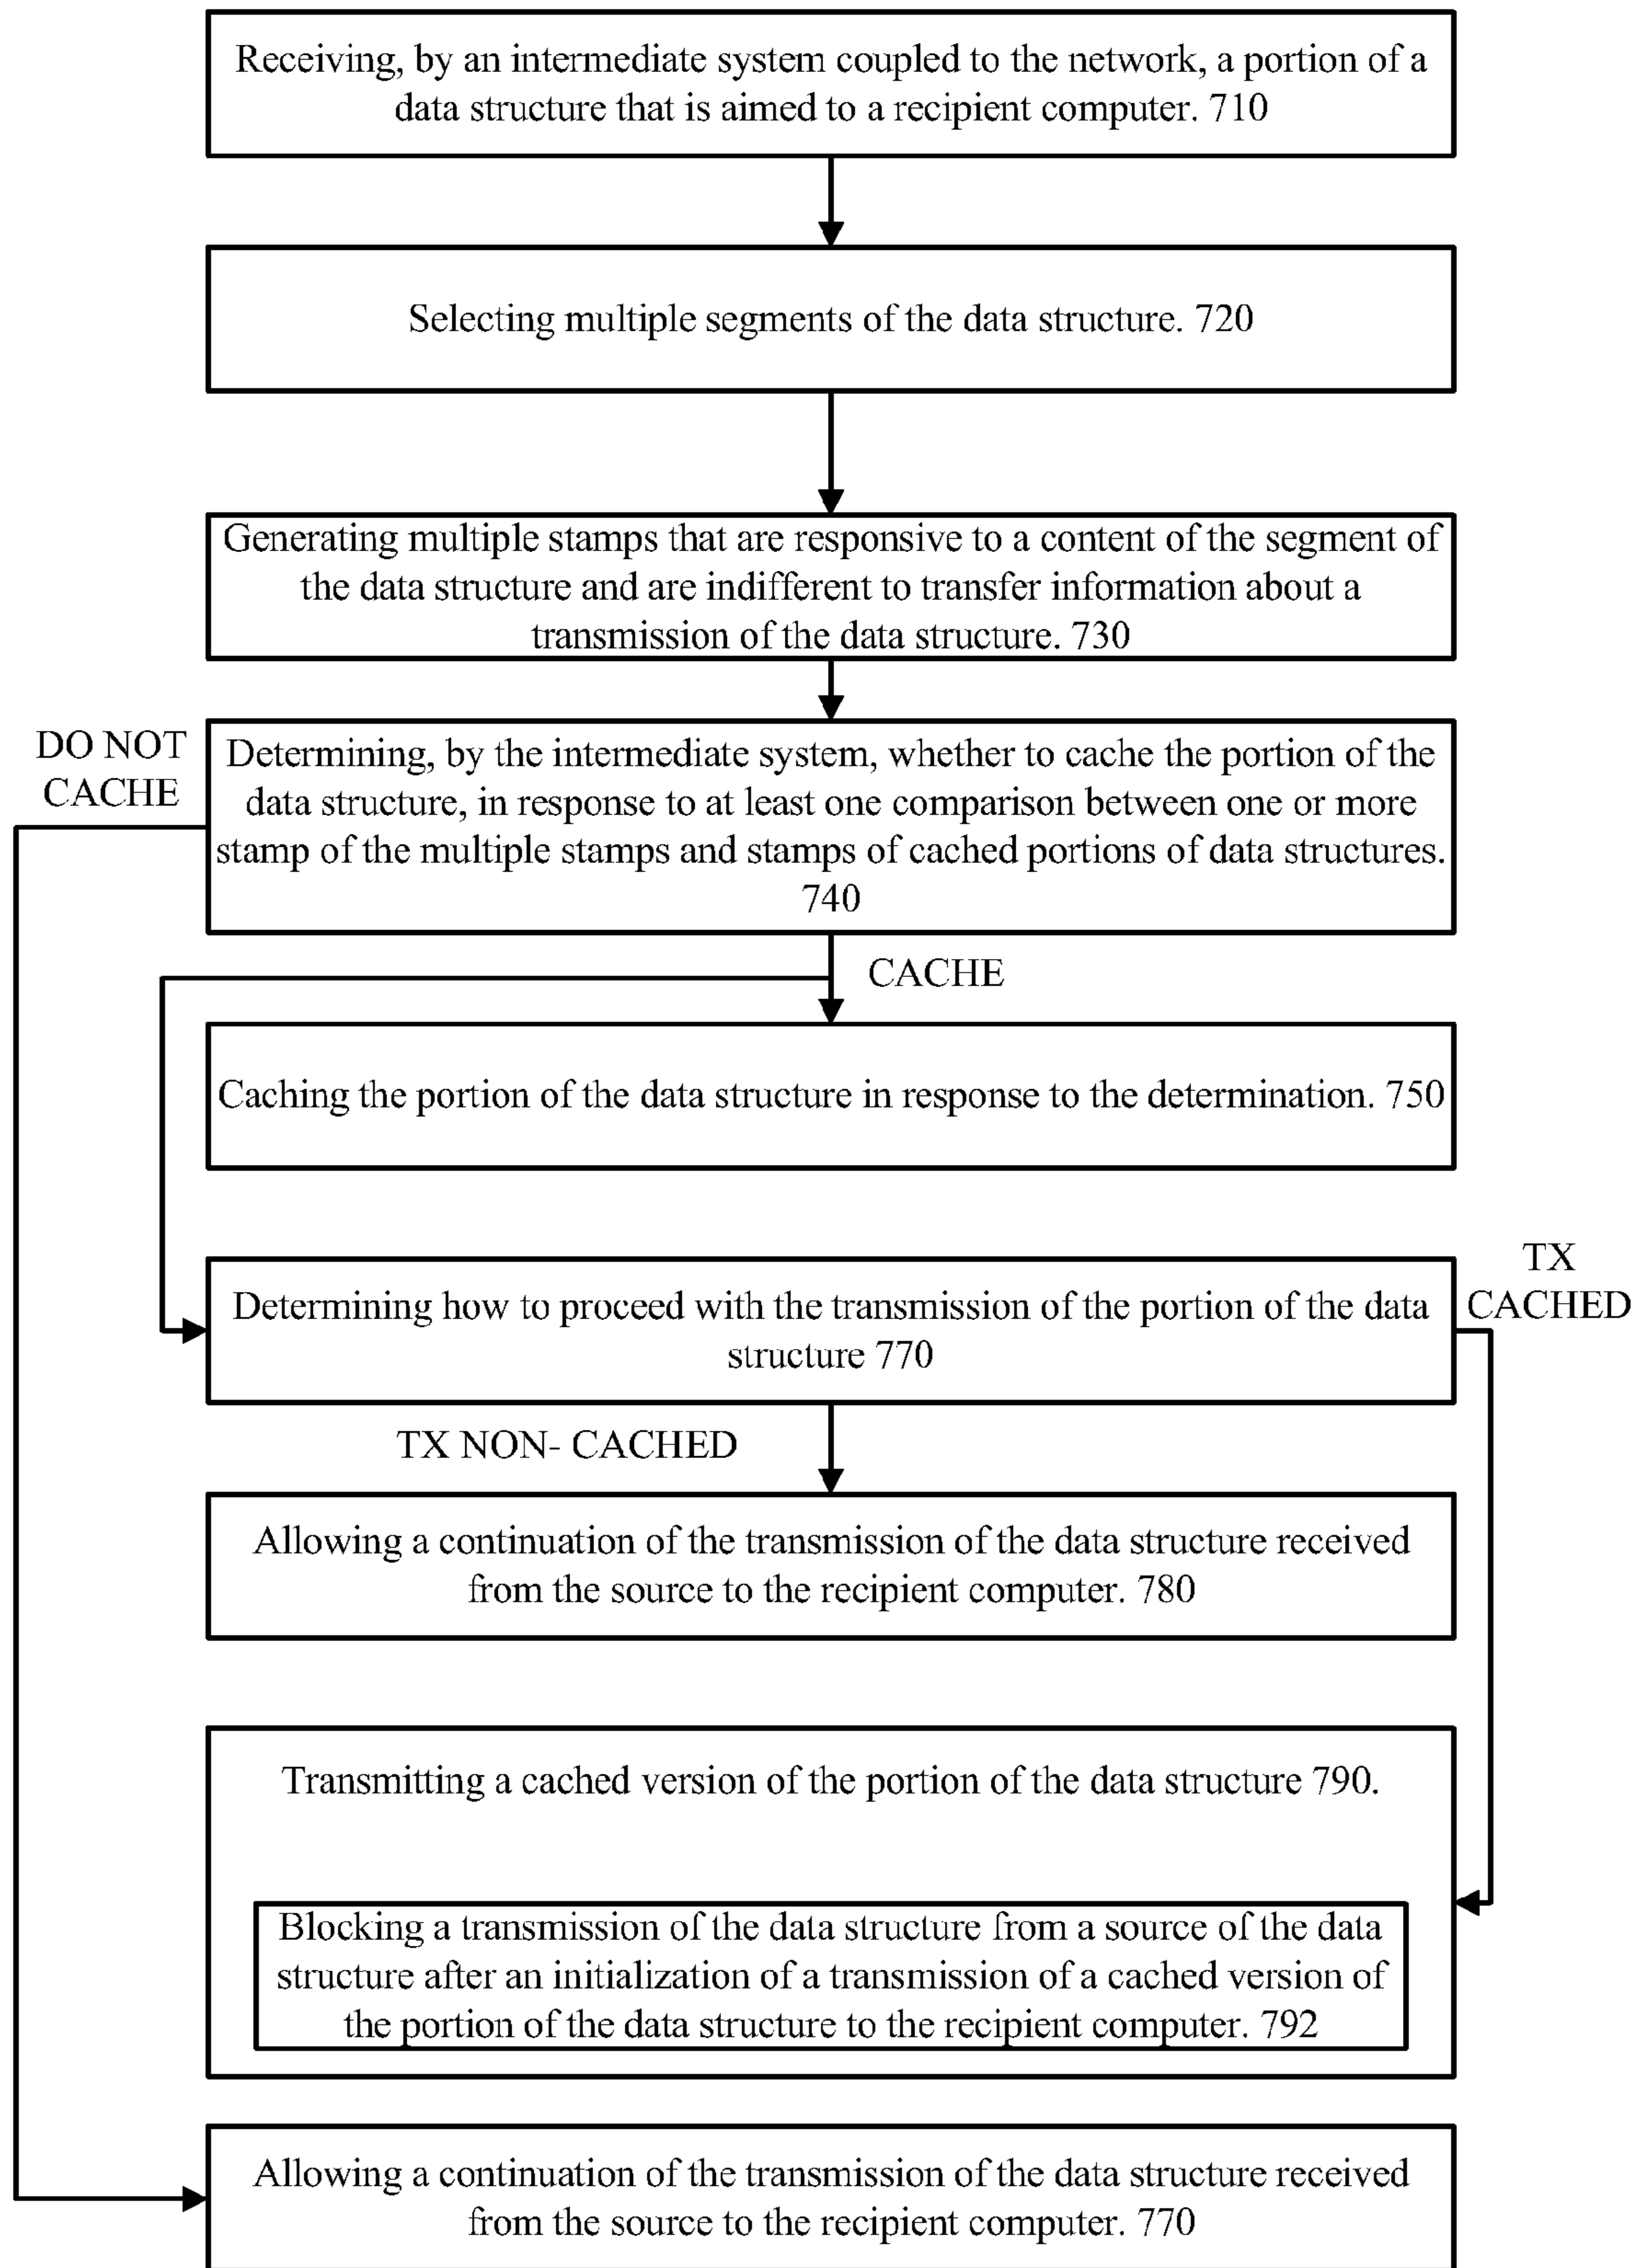 Receiving, by an intermediate system coupled to the network, a portion of a
data structure that is aimed to a recipient computer. 710
Selecting multiple segments of the data structure. 720
Generating multiple stamps that are responsive to a content of the segment of
the data structure and are indifferent to transfer information about a
transmission of the data structure. 730
DO NOT
CACHE
Determining, by the intermediate system, whether to cache the portion of the
data structure, in response to at least one comparison between one or more
stamp of the multiple stamps and stamps of cached portions of data structures.
740
CACHE
Caching the portion of the data structure in response to the determination. 750
TX
CACHED
Determining how to proceed with the transmission of the portion of the data
structure 770
TX NON- CACHED
Allowing a continuation of the transmission of the data structure received
from the source to the recipient computer. 780
Transmitting a cached version of the portion of the data structure 790.
Blocking a transmission of the data structure from a source of the data
structure after an initialization of a transmission of a cached version of
the portion of the data structure to the recipient computer. 792
Allowing a continuation of the transmission of the data structure received
from the source to the recipient computer. 770